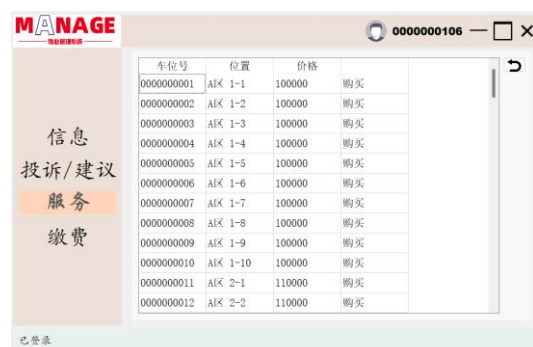 MANAGE
物业管理系统
0000000106
车位号 位置 价格
0000000001 A区 1-1 100000 购买
0000000002 A区 1-2 100000 购买
0000000003 A区 1-3 100000 购买
0000000004 A区 1-4 100000 购买
0000000005 A区 1-5 100000 购买
0000000006 A区 1-6 100000 购买
0000000007 A区 1-7 100000 购买
0000000008 A区 1-8 100000 购买
0000000009 A区 1-9 100000 购买
0000000010 A区 1-10 100000 购买
0000000011 A区 2-1 110000 购买
0000000012 A区 2-2 110000 购买
信息
投诉/建议
服务
缴费
已登录